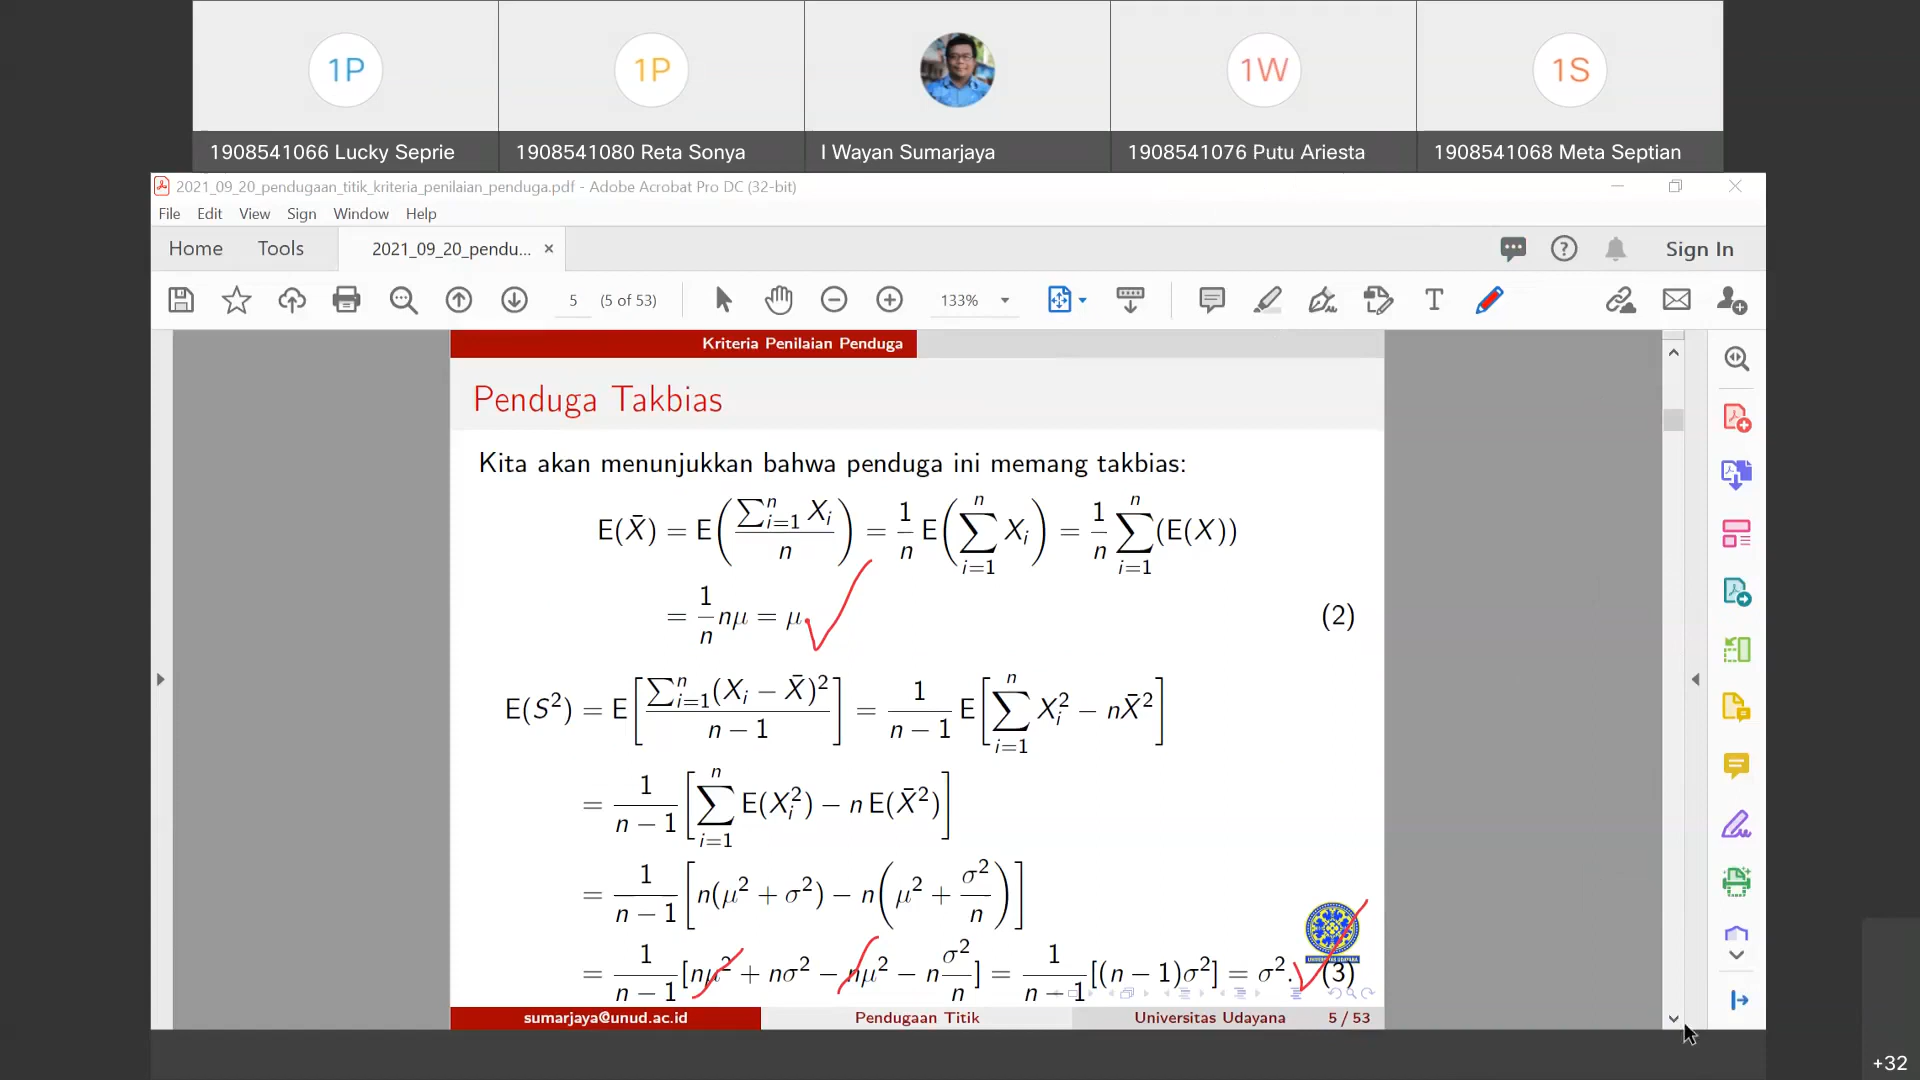 1P
1P
1W
1S
1908541066 Lucky Seprie
1908541080 Reta Sonya
I Wayan Sumarjaya
1908541076 Putu Ariesta
1908541068 Meta Septian
2021_09_20_pendugaan_titik_kriteria_penilaian_penduga.pdf - Adobe Acrobat Pro DC (32-bit)
File Edit View Sign Window Help
Home Tools 2021_09_20_pendu... × Sign In
5 (5 of 53) 133%
Kriteria Penilaian Penduga
Penduga Takbias
Kita akan menunjukkan bahwa penduga ini memang takbias:
E(X̄) = E(∑ⁿᵢ₌₁ Xᵢ / n) = 1/n E(∑ⁿᵢ₌₁ Xᵢ) = 1/n ∑ⁿᵢ₌₁ (E(X))
= 1/n nμ = μ. (2)
E(S²) = E[∑ⁿᵢ₌₁(Xᵢ − X̄)² / n − 1] = 1/n − 1 E[∑ⁿᵢ₌₁ Xᵢ² − nX̄²]
= 1/n − 1 [∑ⁿᵢ₌₁ E(Xᵢ²) − n E(X̄²)]
= 1/n − 1 [n(μ² + σ²) − n(μ² + σ²/n)]
= 1/n − 1 [nμ² + nσ² − nμ² − n σ²/n] = 1/n − 1 [(n − 1)σ²] = σ². (3)
UNIVERSITAS UDAYANA
sumarjaya@unud.ac.id Pendugaan Titik Universitas Udayana 5 / 53
+32